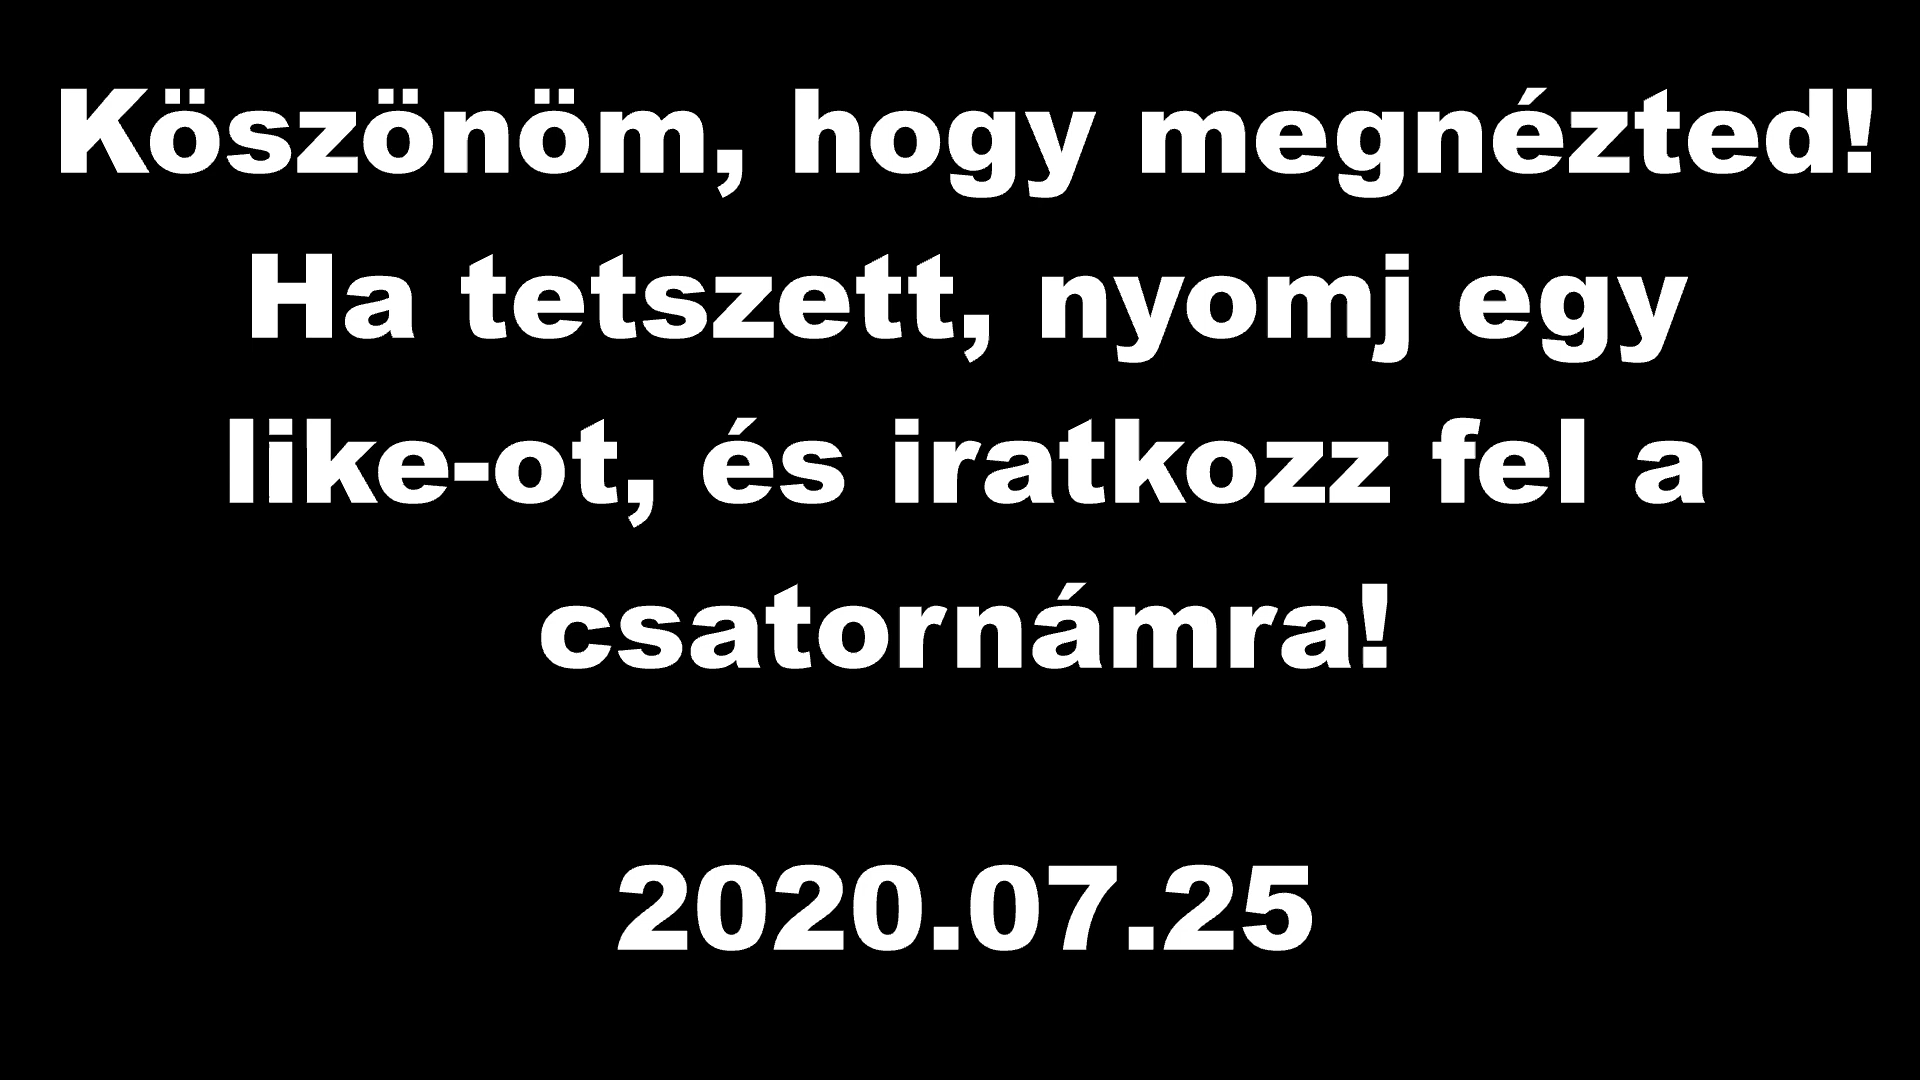 Köszönöm, hogy megnézted!
Ha tetszett, nyomj egy
like-ot, és iratkozz fel a
csatornámra!
2020.07.25